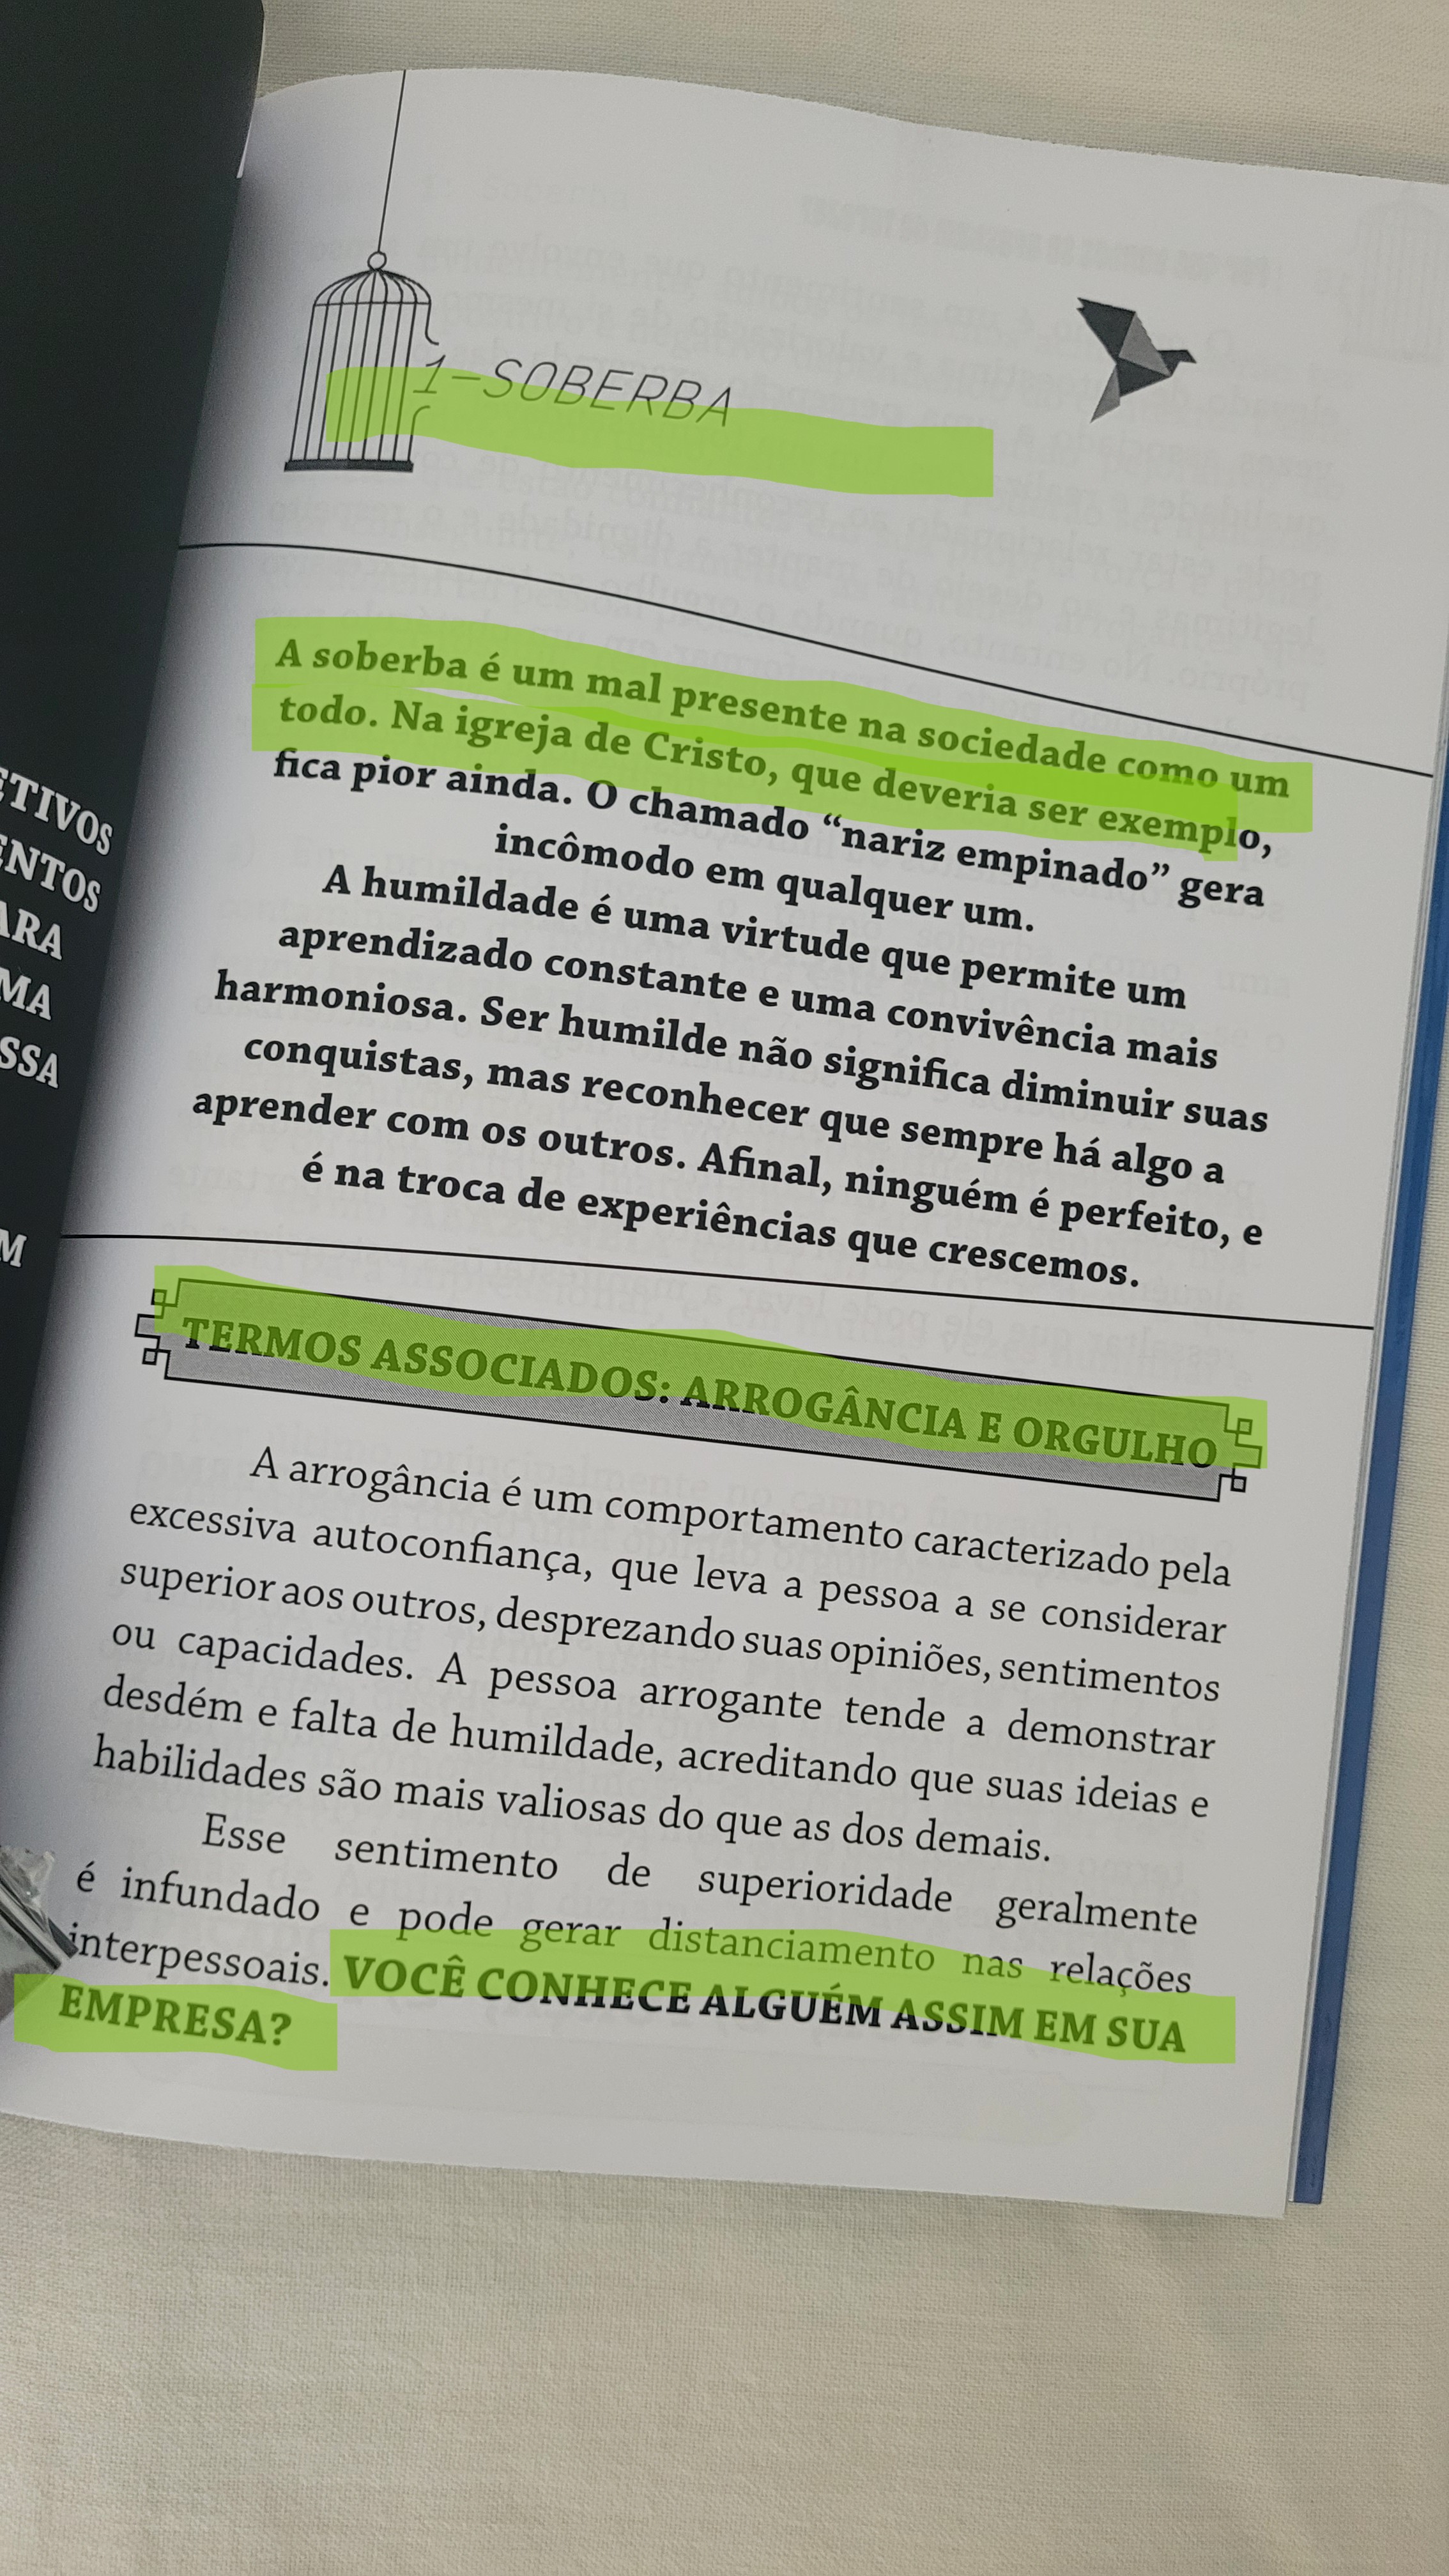 1-SOBERBA
A soberba é um mal presente na sociedade como um
todo. Na igreja de Cristo, que deveria ser exemplo,
fica pior ainda. O chamado “nariz empinado” gera
incômodo em qualquer um.
A humildade é uma virtude que permite um
aprendizado constante e uma convivência mais
harmoniosa. Ser humilde não significa diminuir suas
conquistas, mas reconhecer que sempre há algo a
aprender com os outros. Afinal, ninguém é perfeito, e
é na troca de experiências que crescemos.
TERMOS ASSOCIADOS: ARROGÂNCIA E ORGULHO
A arrogância é um comportamento caracterizado pela
excessiva autoconfiança, que leva a pessoa a se considerar
superior aos outros, desprezando suas opiniões, sentimentos
ou capacidades. A pessoa arrogante tende a demonstrar
desdém e falta de humildade, acreditando que suas ideias e
habilidades são mais valiosas do que as dos demais.
Esse sentimento de superioridade geralmente
é infundado e pode gerar distanciamento nas relações
interpessoais. VOCÊ CONHECE ALGUÉM ASSIM EM SUA
EMPRESA?